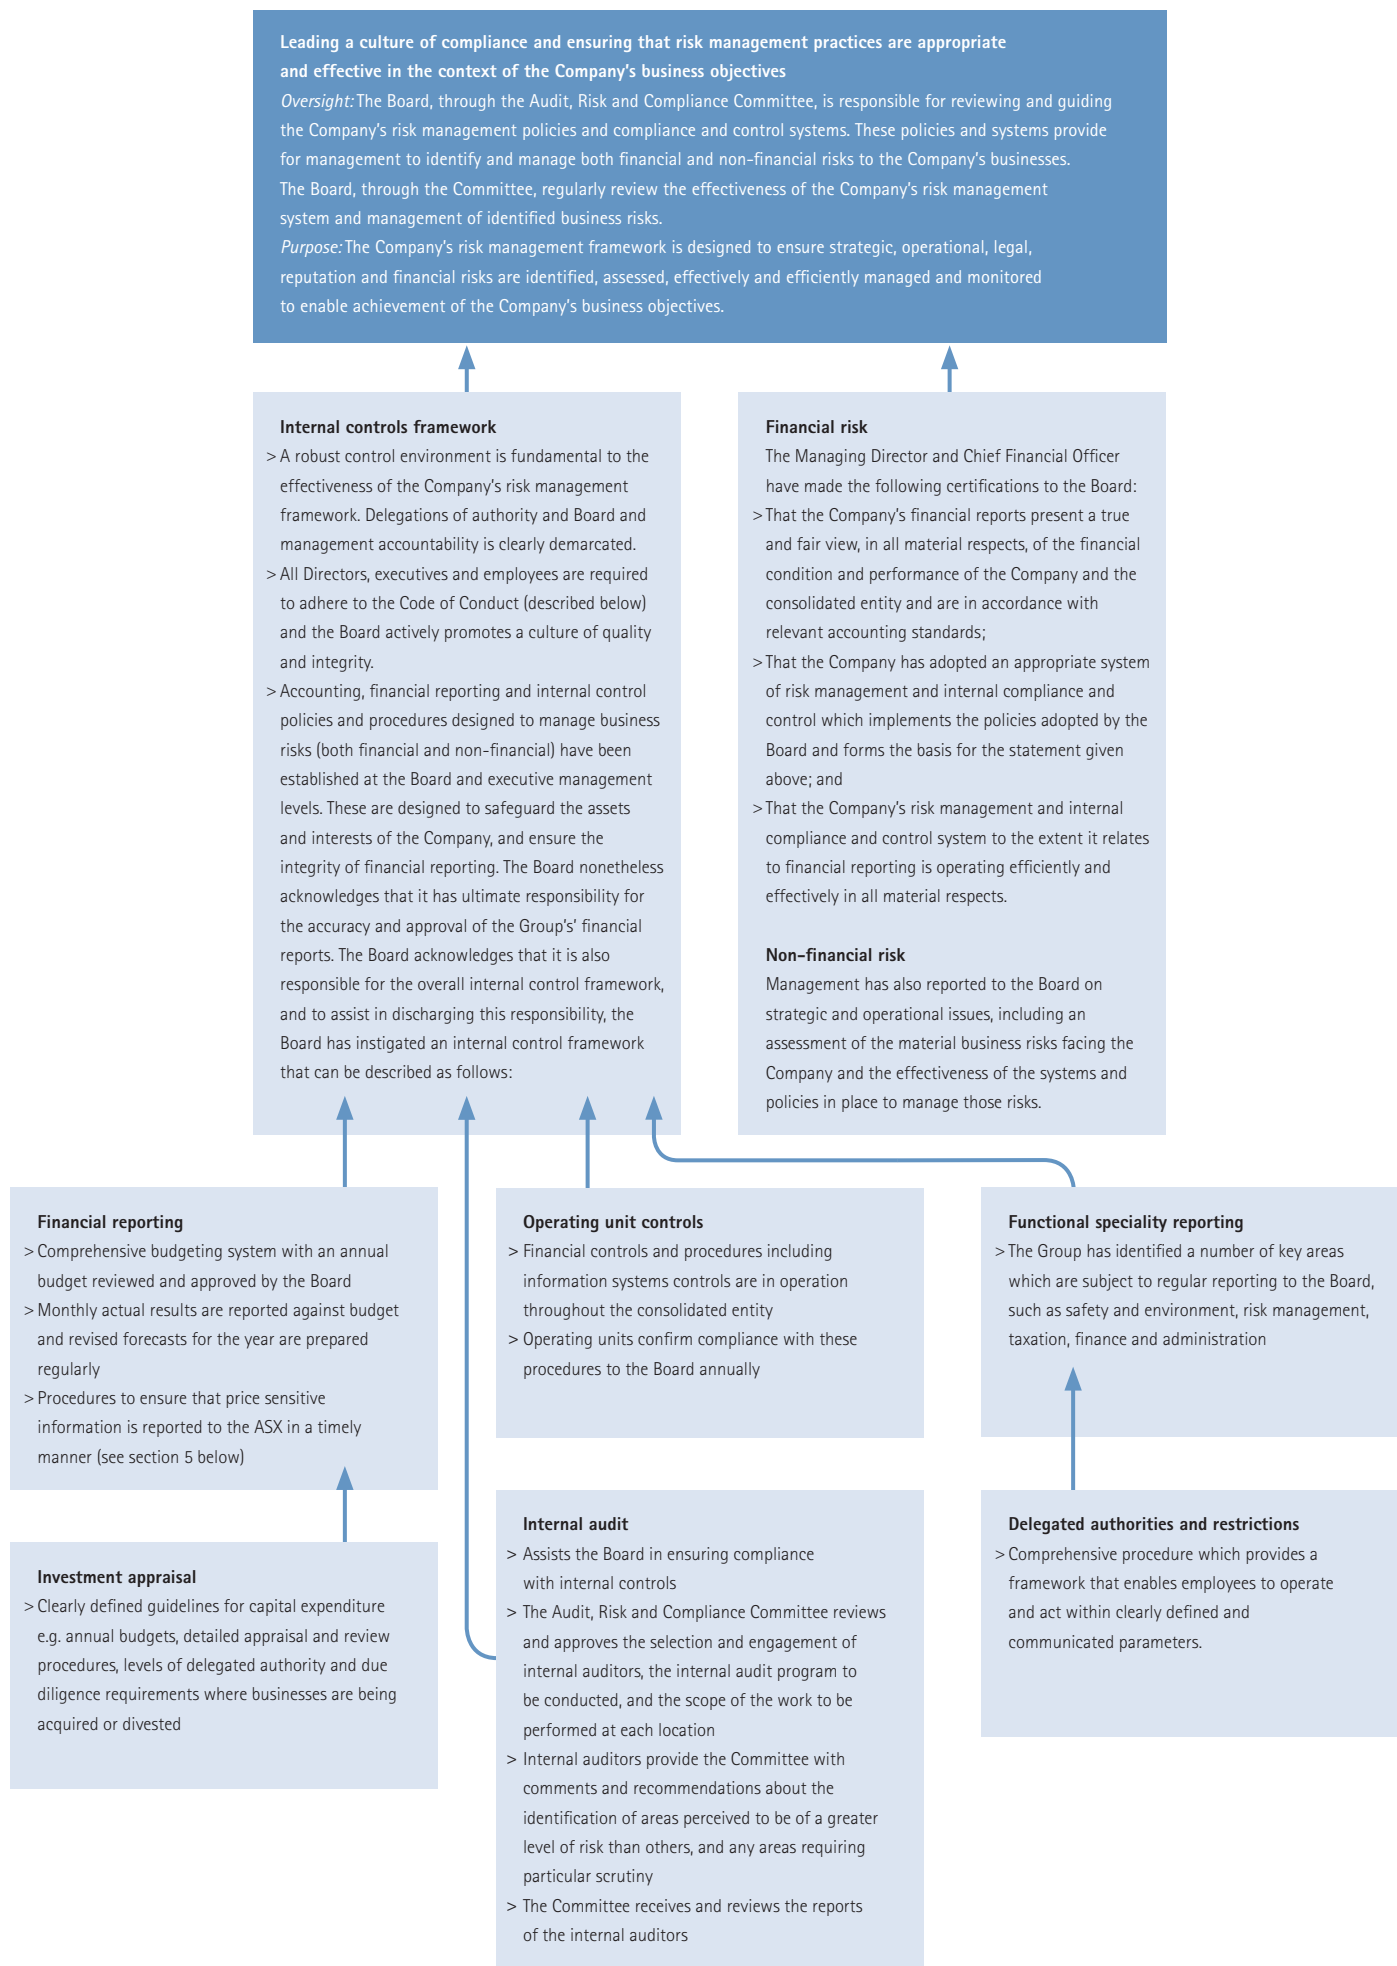 Leading a culture of compliance and ensuring that risk management practices are appropriate
and effective in the context of the Company's business objectives
Oversight: The Board, through the Audit, Risk and Compliance Committee, is responsible for reviewing and guiding
the Company's risk management policies and compliance and control systems. These policies and systems provide
for management to identify and manage both financial and non-financial risks to the Company's businesses.
The Board, through the Committee, regularly review the effectiveness of the Company's risk management
system and management of identified business risks.
Purpose: The Company's risk management framework is designed to ensure strategic, operational, legal,
reputation and financial risks are identified, assessed, effectively and efficiently managed and monitored
to enable achievement of the Company's business objectives.
Internal controls framework
> A robust control environment is fundamental to the
effectiveness of the Company's risk management
framework. Delegations of authority and Board and
management accountability is clearly demarcated.
> All Directors, executives and employees are required
to adhere to the Code of Conduct (described below)
and the Board actively promotes a culture of quality
and integrity.
> Accounting, financial reporting and internal control
policies and procedures designed to manage business
risks (both financial and non-financial) have been
established at the Board and executive management
levels. These are designed to safeguard the assets
and interests of the Company, and ensure the
integrity of financial reporting. The Board nonetheless
acknowledges that it has ultimate responsibility for
the accuracy and approval of the Group's' financial
reports. The Board acknowledges that it is also
responsible for the overall internal control framework,
and to assist in discharging this responsibility, the
Board has instigated an internal control framework
that can be described as follows:
Financial risk
The Managing Director and Chief Financial Officer
have made the following certifications to the Board:
> That the Company's financial reports present a true
and fair view, in all material respects, of the financial
condition and performance of the Company and the
consolidated entity and are in accordance with
relevant accounting standards;
> That the Company has adopted an appropriate system
of risk management and internal compliance and
control which implements the policies adopted by the
Board and forms the basis for the statement given
above; and
> That the Company's risk management and internal
compliance and control system to the extent it relates
to financial reporting is operating efficiently and
effectively in all material respects.
Non-financial risk
Management has also reported to the Board on
strategic and operational issues, including an
assessment of the material business risks facing the
Company and the effectiveness of the systems and
policies in place to manage those risks.
Financial reporting
> Comprehensive budgeting system with an annual
budget reviewed and approved by the Board
> Monthly actual results are reported against budget
and revised forecasts for the year are prepared
regularly
> Procedures to ensure that price sensitive
information is reported to the ASX in a timely
manner (see section 5 below)
Operating unit controls
> Financial controls and procedures including
information systems controls are in operation
throughout the consolidated entity
> Operating units confirm compliance with these
procedures to the Board annually
Functional speciality reporting
> The Group has identified a number of key areas
which are subject to regular reporting to the Board,
such as safety and environment, risk management,
taxation, finance and administration
Investment appraisal
> Clearly defined guidelines for capital expenditure
e.g. annual budgets, detailed appraisal and review
procedures, levels of delegated authority and due
diligence requirements where businesses are being
acquired or divested
Internal audit
> Assists the Board in ensuring compliance
with internal controls
> The Audit, Risk and Compliance Committee reviews
and approves the selection and engagement of
internal auditors, the internal audit program to
be conducted, and the scope of the work to be
performed at each location
> Internal auditors provide the Committee with
comments and recommendations about the
identification of areas perceived to be of a greater
level of risk than others, and any areas requiring
particular scrutiny
> The Committee receives and reviews the reports
of the internal auditors
Delegated authorities and restrictions
> Comprehensive procedure which provides a
framework that enables employees to operate
and act within clearly defined and
communicated parameters.